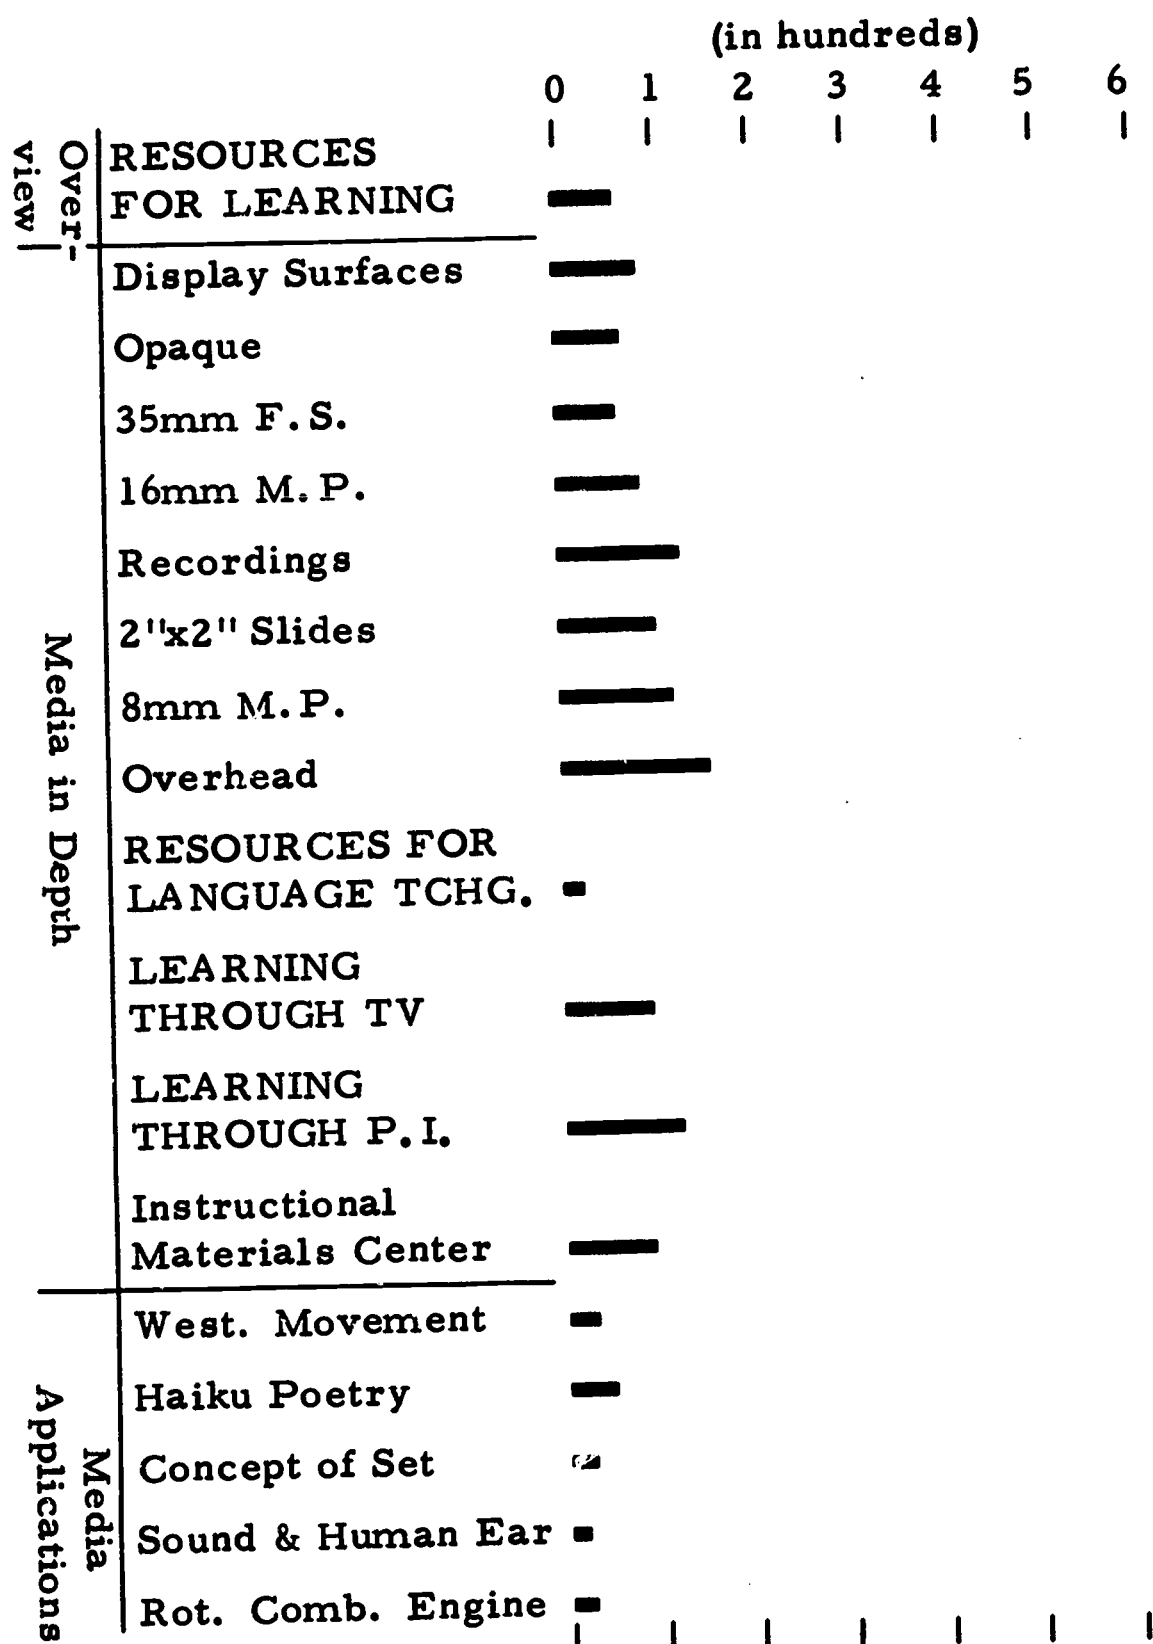 (in hundreds)
0 1 2 3 4 5 6
Over-
view
RESOURCES
FOR LEARNING
Media in Depth
Display Surfaces
Opaque
35mm F.S.
16mm M.P.
Recordings
2"x2" Slides
8mm M.P.
Overhead
RESOURCES FOR
LANGUAGE TCHG.
LEARNING
THROUGH TV
LEARNING
THROUGH P.I.
Instructional
Materials Center
Media
Applications
West. Movement
Haiku Poetry
Concept of Set
Sound & Human Ear
Rot. Comb. Engine